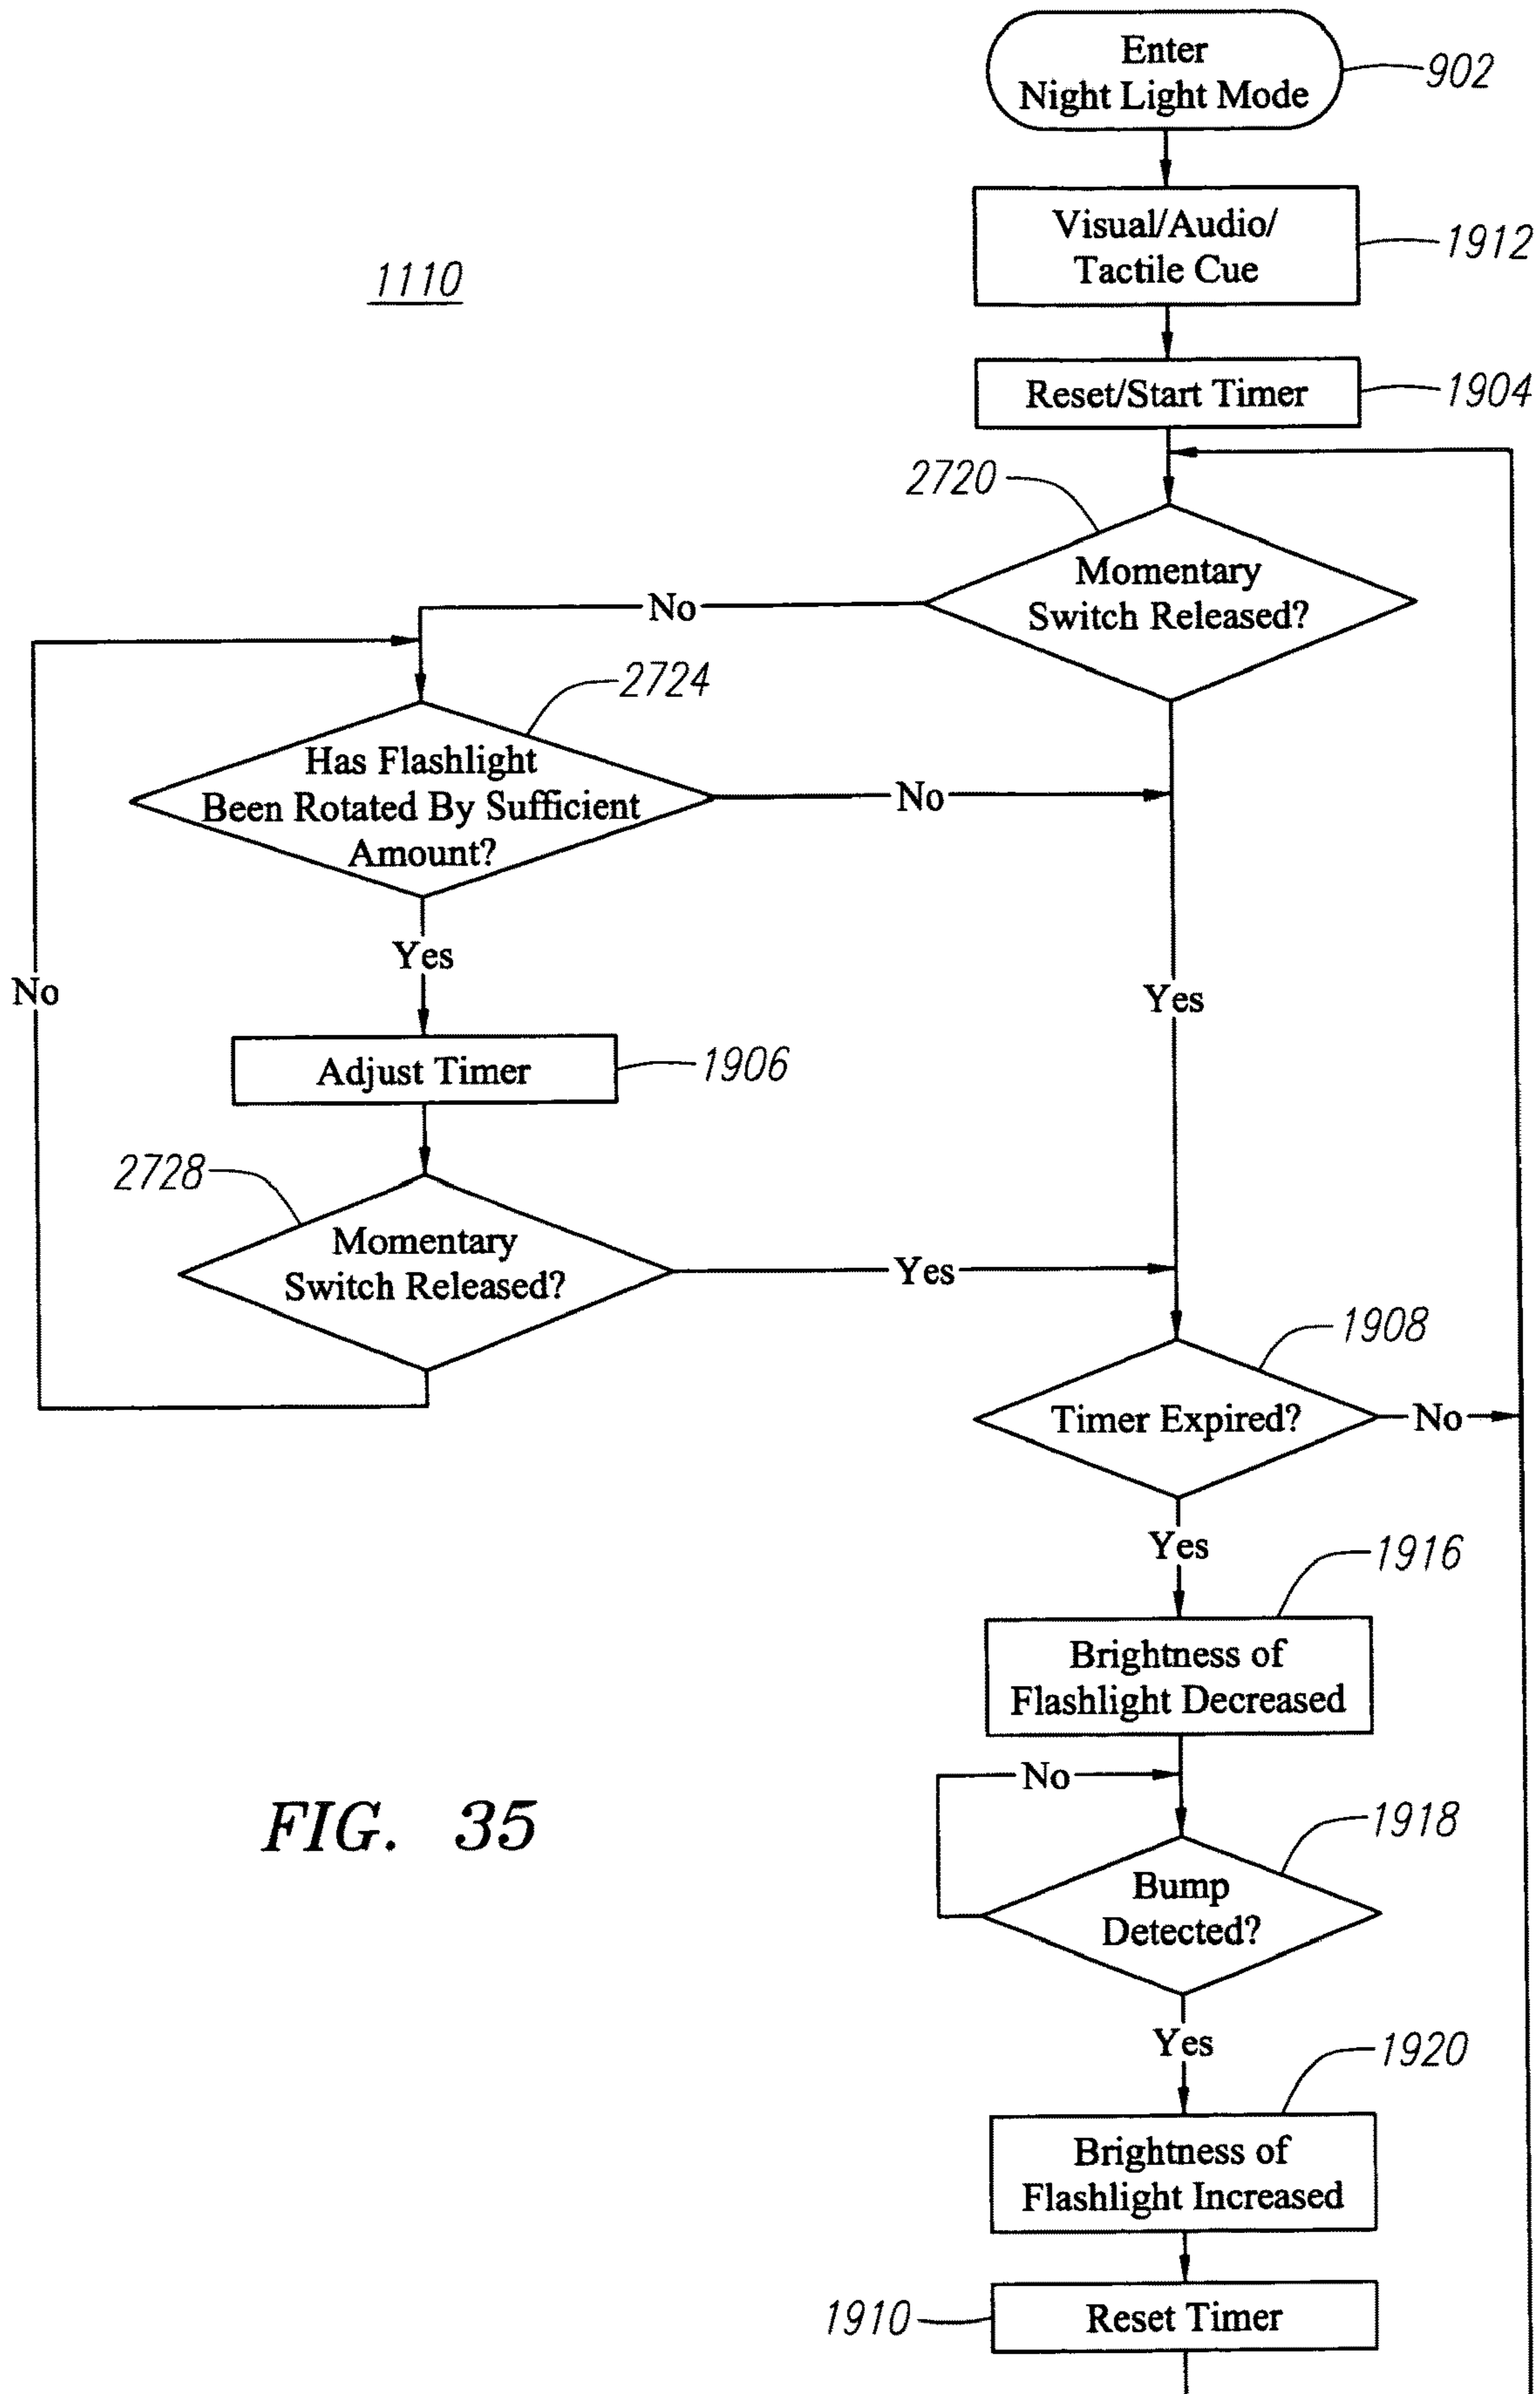 Enter
Night Light Mode
902
Visual/Audio/
Tactile Cue
1912
1110
Reset/Start Timer
1904
2720
Momentary
Switch Released?
No
2724
Has Flashlight
Been Rotated By Sufficient
Amount?
No
Yes
No
Yes
Adjust Timer
1906
2728
Momentary
Switch Released?
Yes
1908
Timer Expired?
No
Yes
1916
Brightness of
Flashlight Decreased
No
FIG. 35
1918
Bump
Detected?
Yes
1920
Brightness of
Flashlight Increased
1910
Reset Timer